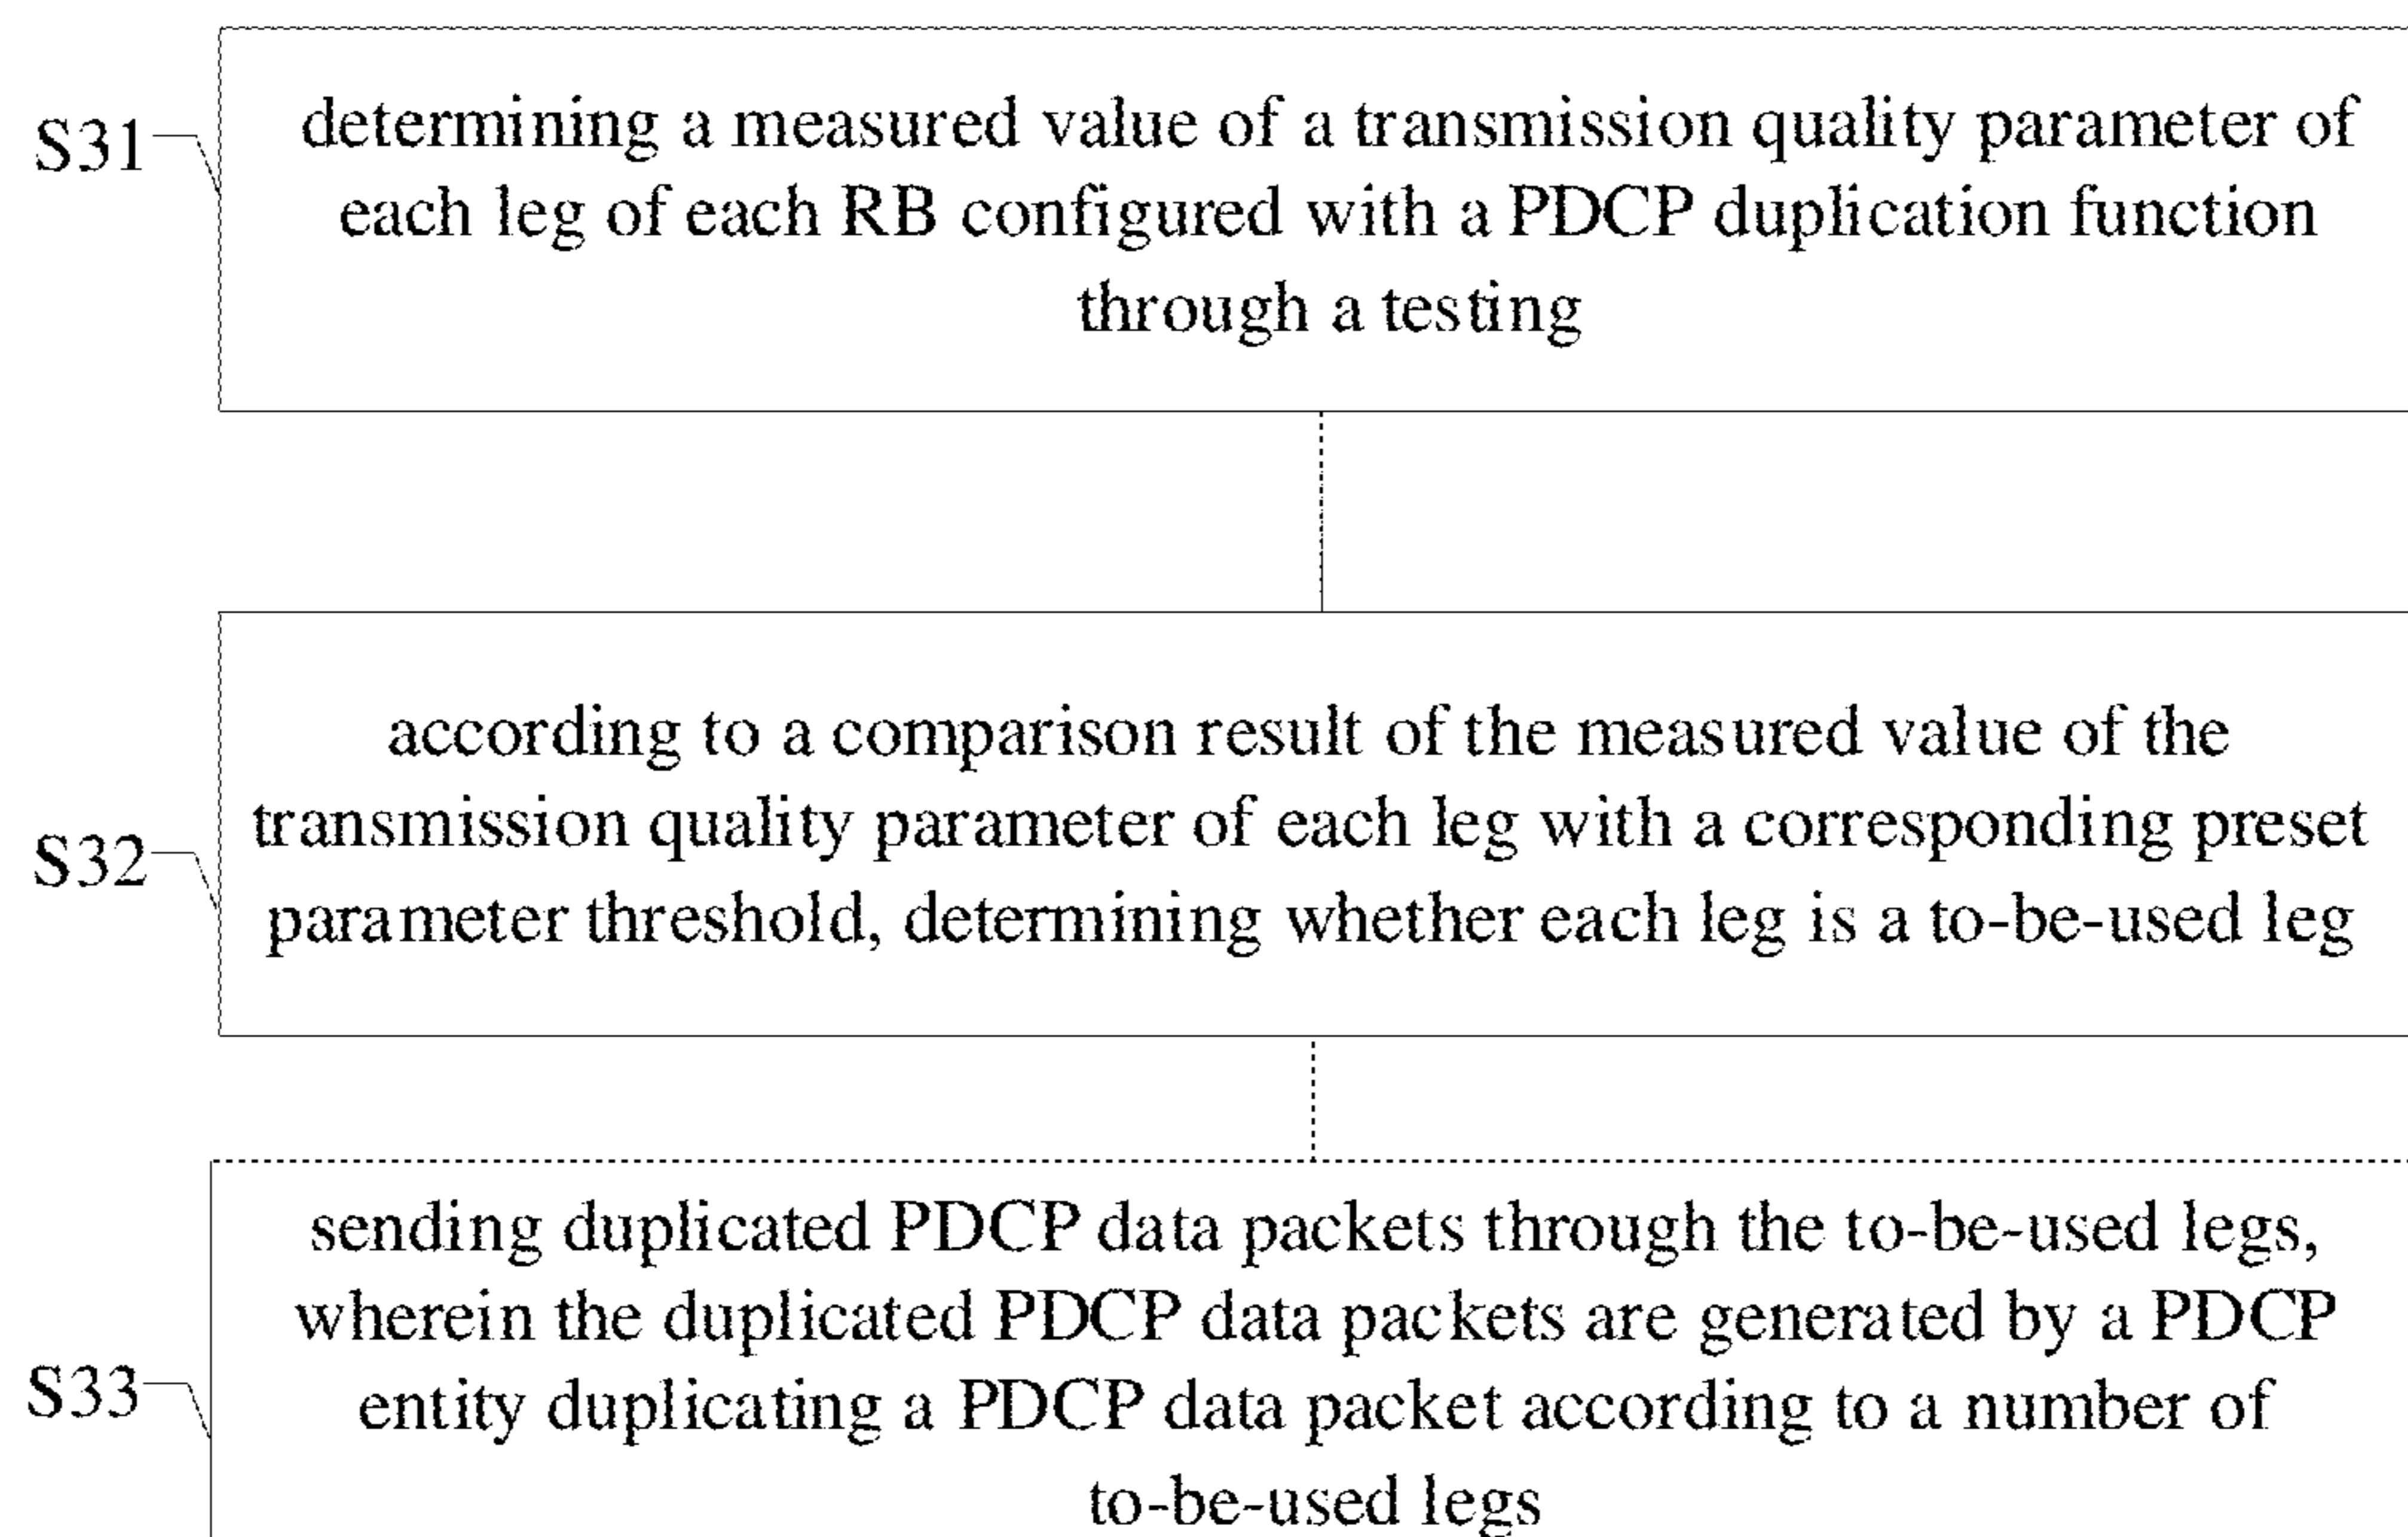 S31
determining a measured value of a transmission quality parameter of
each leg of each RB configured with a PDCP duplication function
through a testing
according to a comparison result of the measured value of the
transmission quality parameter of each leg with a corresponding preset
S32
parameter threshold, determining whether each leg is a to-be-used leg
sending duplicated PDCP data packets through the to-be-used legs,
wherein the duplicated PDCP data packets are generated by a PDCP
S33
entity duplicating a PDCP data packet according to a number of
to-be-used legs